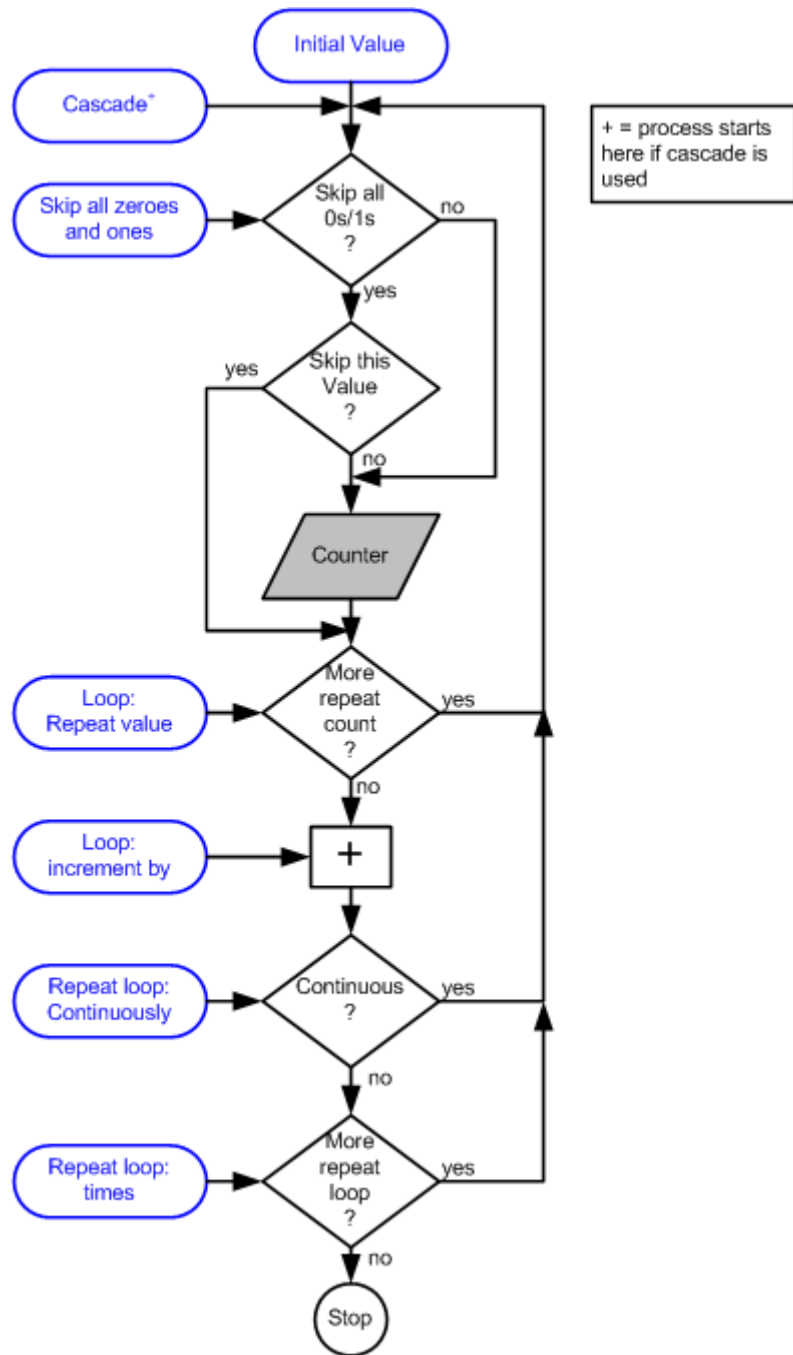 Initial Value
Cascade+
+ = process starts
here if cascade is
used
Skip all zeroes
and ones
Skip all
0s/1s
?
no
yes
Skip this
Value
?
yes
no
Counter
Loop:
Repeat value
More
repeat
count
?
yes
no
Loop:
increment by
+
Repeat loop:
Continuously
Continuous
?
yes
no
Repeat loop:
times
More
repeat
loop
?
yes
no
Stop